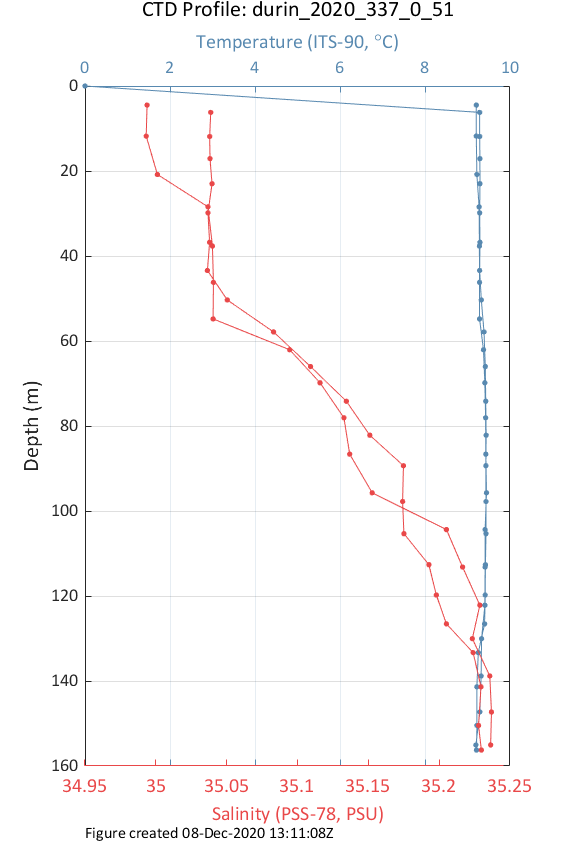 CTD Profile: durin_2020_337_0_51
Temperature (ITS-90, °C)
0 2 4 6 8 10
Depth (m)
0
20
40
60
80
100
120
140
160
34.95 35 35.05 35.1 35.15 35.2 35.25
Salinity (PSS-78, PSU)
Figure created 08-Dec-2020 13:11:08Z